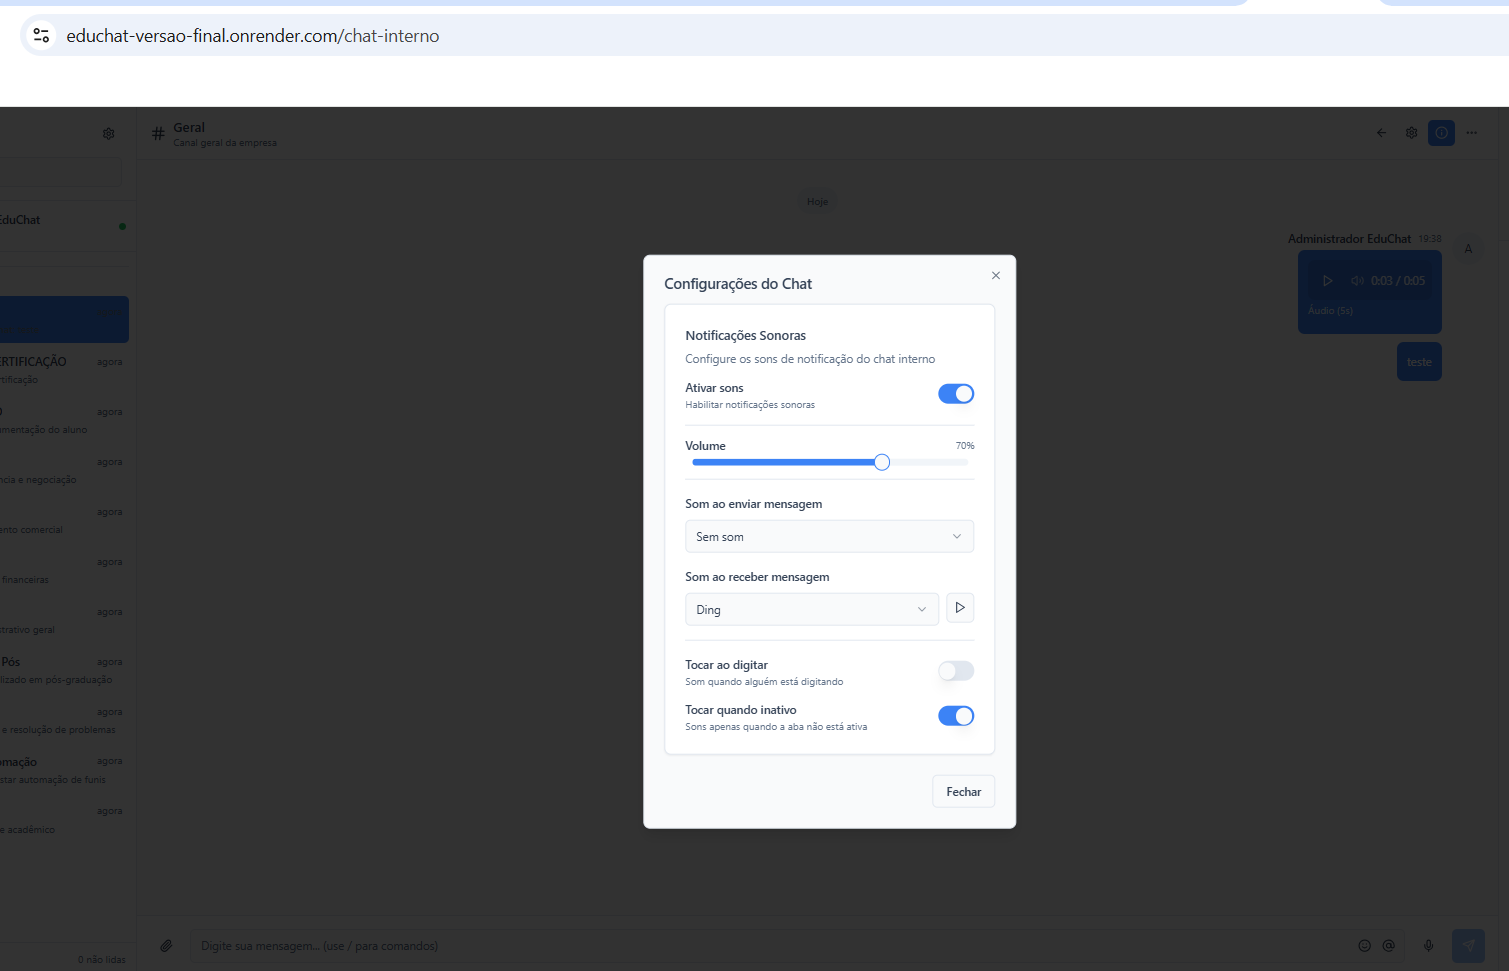 educhat-versao-final.onrender.com/chat-interno
Geral
Canal geral da empresa
EduChat
Hoje
Administrador EduChat 19:38
A
0:03 / 0:05
Áudio (5s)
teste
ERTIFICAÇÃO agora
rtificação
O agora
umentação do aluno
agora
ncia e negociação
agora
ento comercial
agora
financeiras
agora
trativo geral
Pós agora
lizado em pós-graduação
agora
e resolução de problemas
omação agora
star automação de funis
agora
e acadêmico
0 não lidas
Configurações do Chat
Notificações Sonoras
Configure os sons de notificação do chat interno
Ativar sons
Habilitar notificações sonoras
Volume 70%
Som ao enviar mensagem
Sem som
Som ao receber mensagem
Ding
Tocar ao digitar
Som quando alguém está digitando
Tocar quando inativo
Sons apenas quando a aba não está ativa
Fechar
Digite sua mensagem... (use / para comandos)